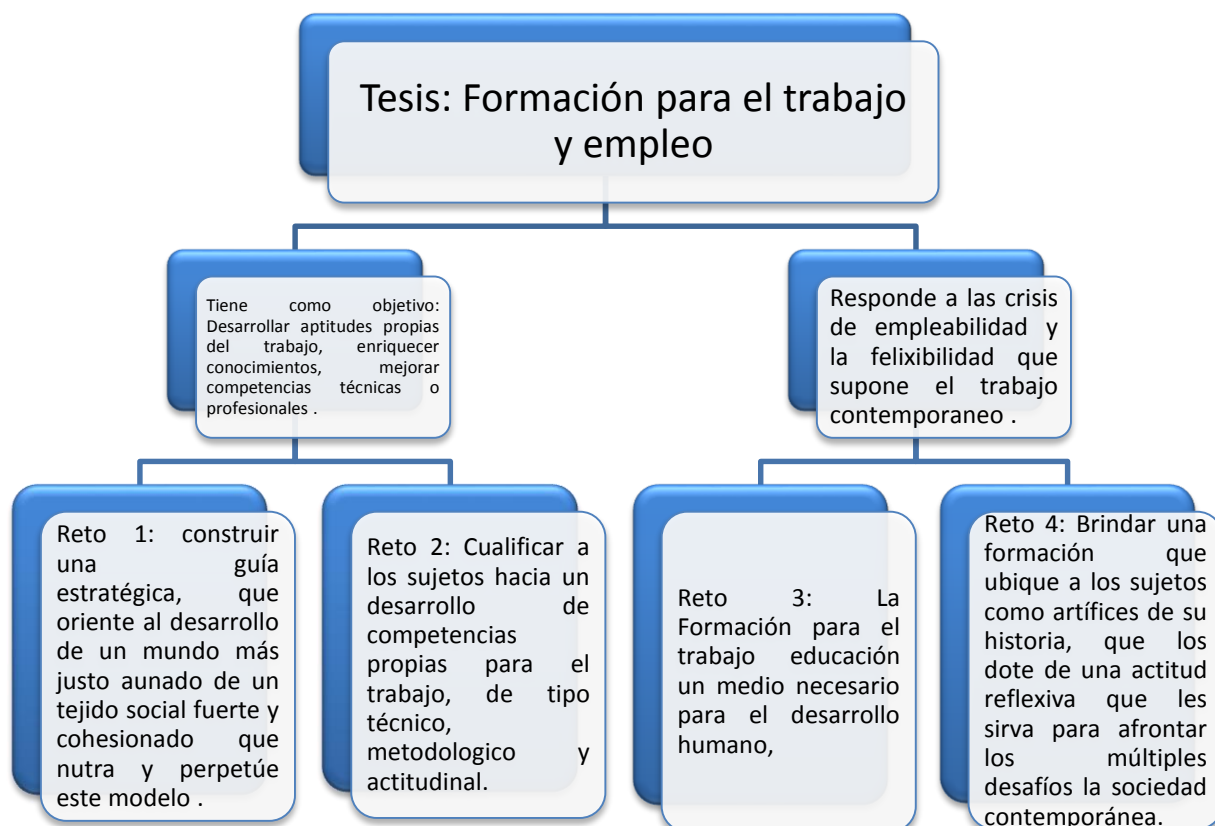 Tesis: Formación para el trabajo
y empleo
Tiene como objetivo:
Desarrollar aptitudes propias
del trabajo, enriquecer
conocimientos, mejorar
competencias técnicas o
profesionales .
Responde a las crisis
de empleabilidad y
la felixibilidad que
supone el trabajo
contemporaneo .
Reto 1: construir
una guía
estratégica, que
oriente al desarrollo
de un mundo más
justo aunado de un
tejido social fuerte y
cohesionado que
nutra y perpetúe
este modelo .
Reto 2: Cualificar a
los sujetos hacia un
desarrollo de
competencias
propias para el
trabajo, de tipo
técnico,
metodologico y
actitudinal.
Reto 3: La
Formación para el
trabajo educación
un medio necesario
para el desarrollo
humano,
Reto 4: Brindar una
formación que
ubique a los sujetos
como artífices de su
historia, que los
dote de una actitud
reflexiva que les
sirva para afrontar
los múltiples
desafíos la sociedad
contemporánea.